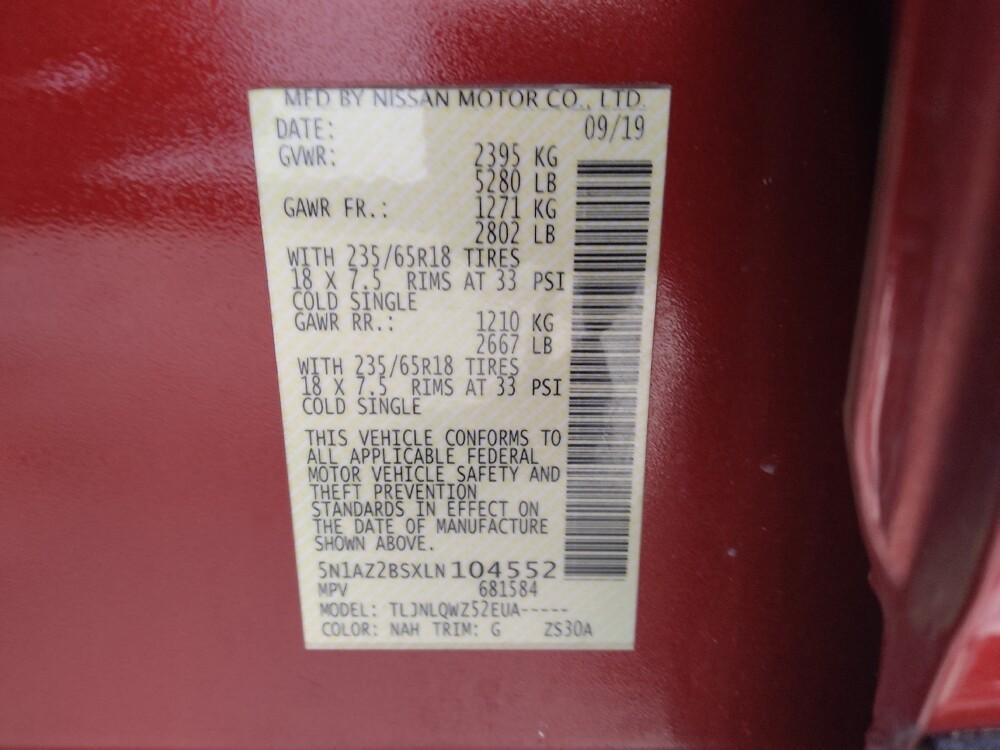 MFD BY NISSAN MOTOR CO., LTD.
DATE: 09/19
GVWR: 2395 KG
5280 LB
GAWR FR.: 1271 KG
2802 LB
WITH 235/65R18 TIRES
18 X 7.5 RIMS AT 33 PSI
COLD SINGLE
GAWR RR.: 1210 KG
2667 LB
WITH 235/65R18 TIRES
18 X 7.5 RIMS AT 33 PSI
COLD SINGLE
THIS VEHICLE CONFORMS TO
ALL APPLICABLE FEDERAL
MOTOR VEHICLE SAFETY AND
THEFT PREVENTION
STANDARDS IN EFFECT ON
THE DATE OF MANUFACTURE
SHOWN ABOVE.
5N1AZ2BSXLN104552
MPV 681584
MODEL: TLJNLQWZ52EUA-----
COLOR: NAH TRIM: G ZS30A